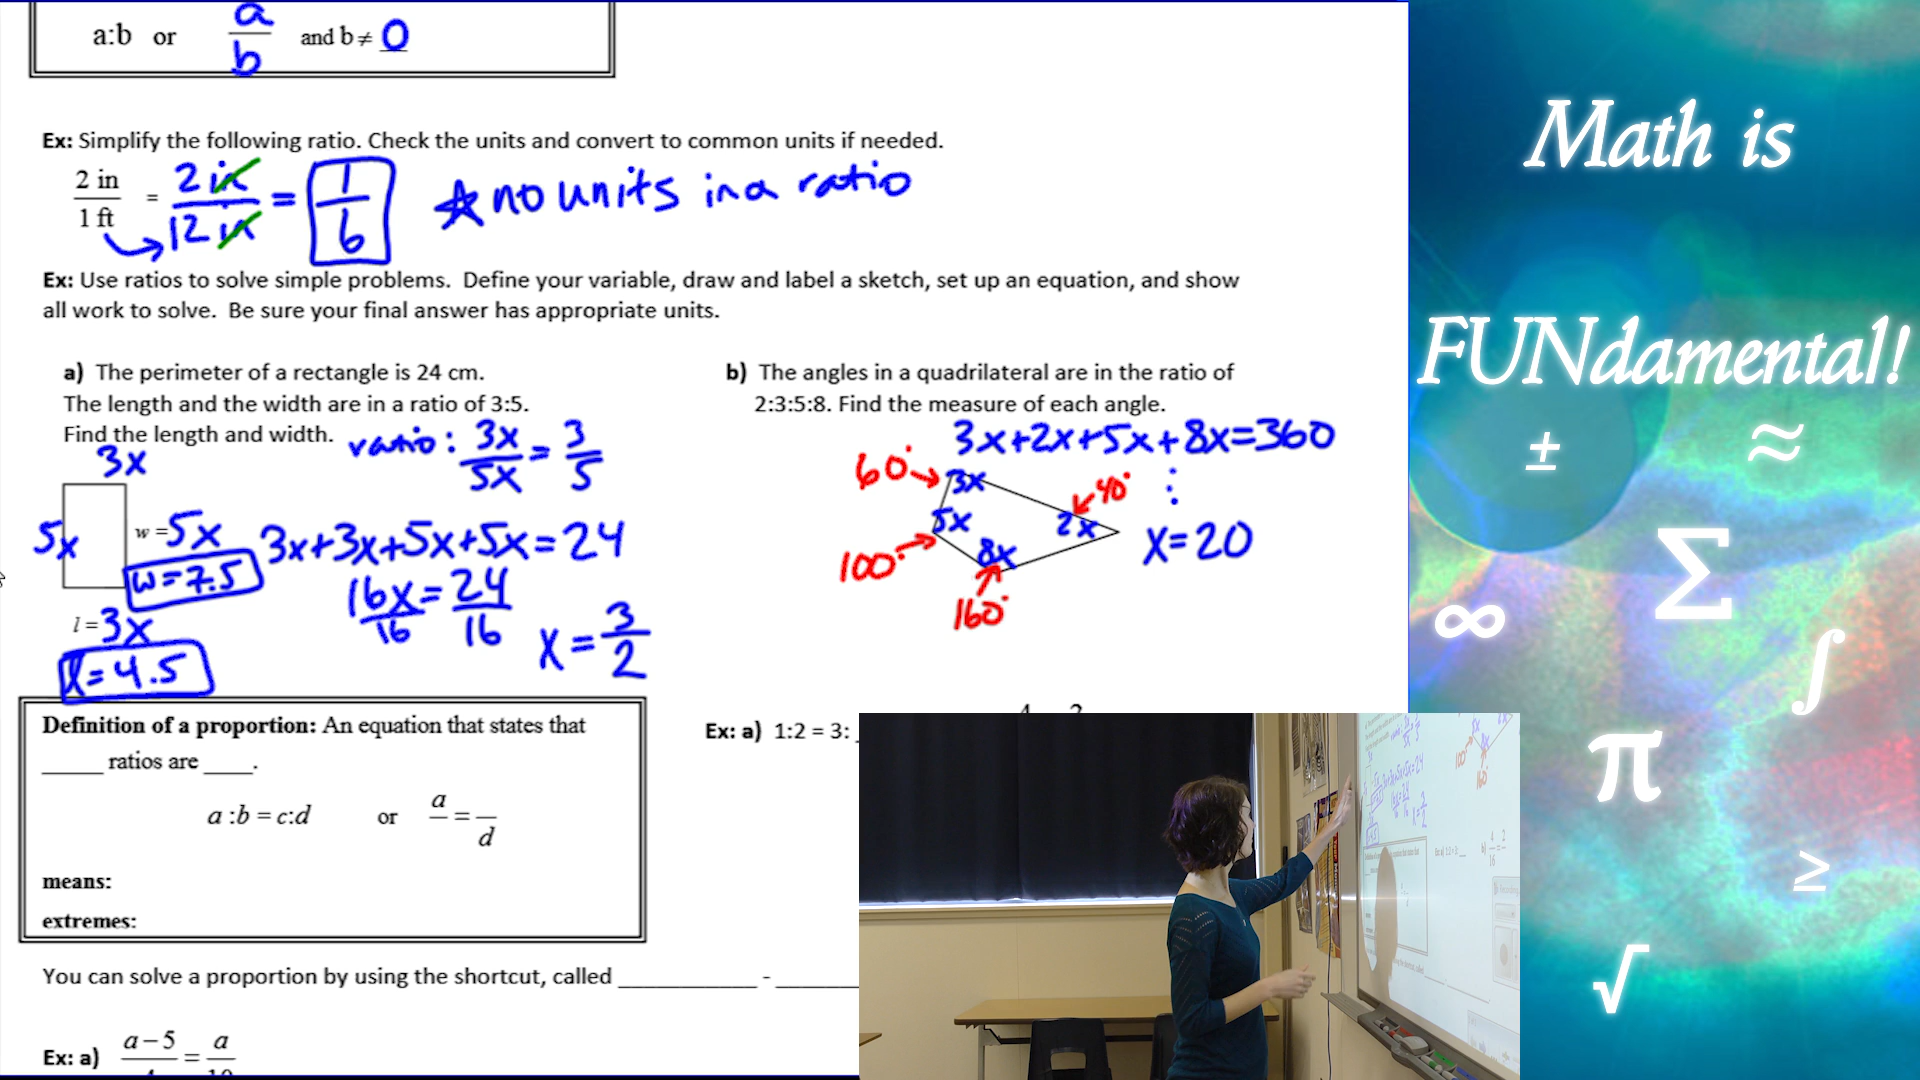 a:b or a/b and b ≠ 0
Ex: Simplify the following ratio. Check the units and convert to common units if needed.
2 in/1 ft = 2 in/12 in = 1/6 ☆ no units in a ratio
Ex: Use ratios to solve simple problems. Define your variable, draw and label a sketch, set up an equation, and show
all work to solve. Be sure your final answer has appropriate units.
a) The perimeter of a rectangle is 24 cm.
The length and the width are in a ratio of 3:5.
Find the length and width.
ratio: 3x/5x = 3/5
3x
5x
w = 5x
w = 7.5
l = 3x
l = 4.5
3x+3x+5x+5x = 24
16x/16 = 24/16
x = 3/2
b) The angles in a quadrilateral are in the ratio of
2:3:5:8. Find the measure of each angle.
3x+2x+5x+8x=360
60° 3x
40° 2x
5x
100°
8x
160°
⋮
x=20
Definition of a proportion: An equation that states that
_____ ratios are ____.
a:b = c:d or a/ = /d
means:
extremes:
Ex: a) 1:2 = 3:
You can solve a proportion by using the shortcut, called ____________ - _______
Ex: a) a−5/4 = a/10
Math is
FUNdamental!
± ≈
∑
∞ ∫
π
≥
√